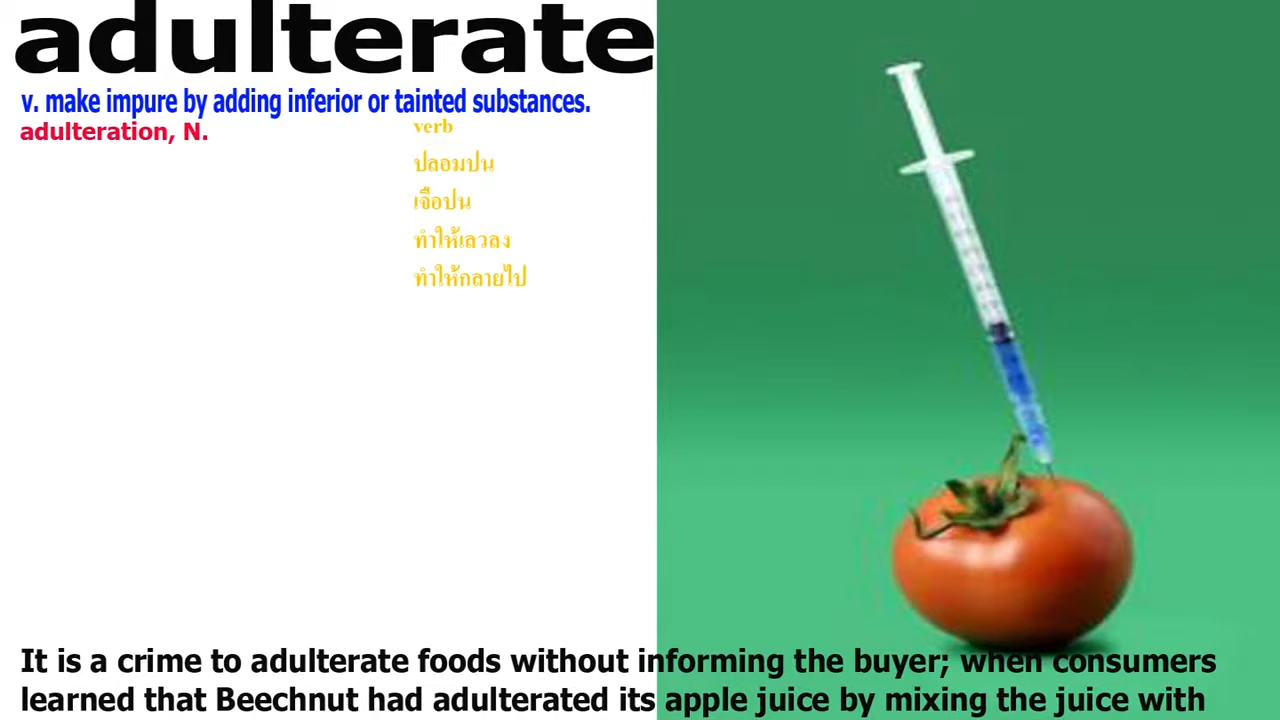 adulterate
v. make impure by adding inferior or tainted substances.
adulteration, N.
verb
ปลอมปน
เจือปน
ทำให้เลวลง
ทำให้กลายไป
It is a crime to adulterate foods without informing the buyer; when consumers
learned that Beechnut had adulterated its apple juice by mixing the juice with